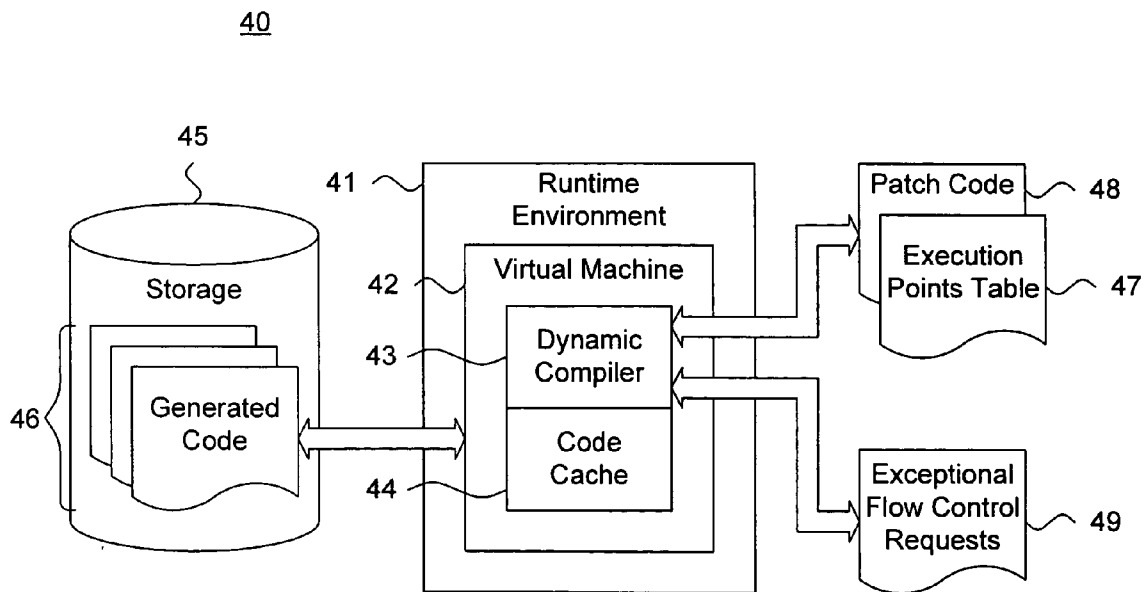 40
45
Storage
46
Generated
Code
41
Runtime
Environment
42
Virtual Machine
43
Dynamic
Compiler
44
Code
Cache
Patch Code
48
Execution
Points Table
47
Exceptional
Flow Control
Requests
49